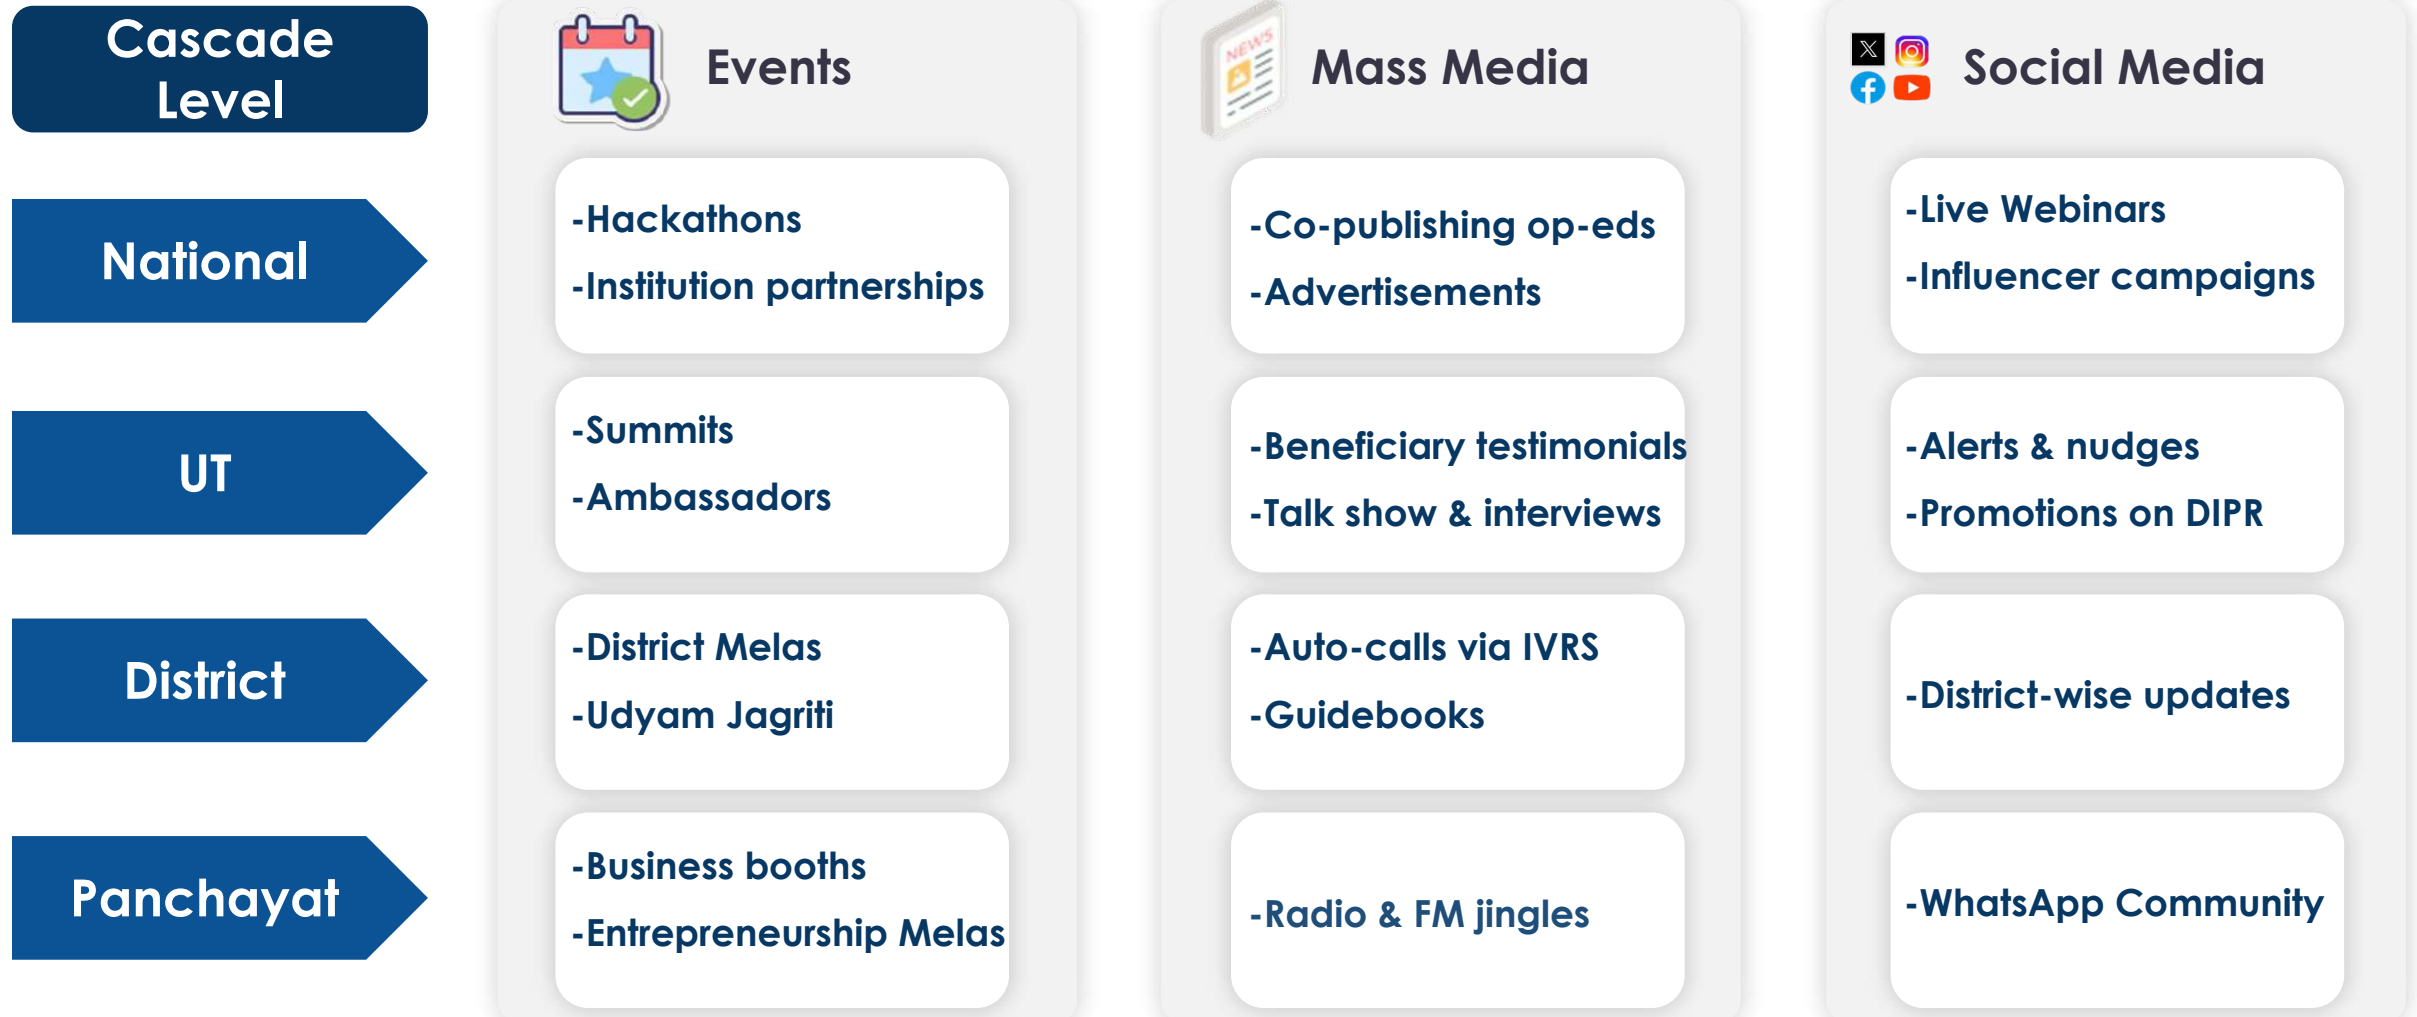 Cascade
Level
Events
NEWS
Mass Media
Social Media
National
-Hackathons
-Institution partnerships
-Co-publishing op-eds
-Advertisements
-Live Webinars
-Influencer campaigns
UT
-Summits
-Ambassadors
-Beneficiary testimonials
-Talk show & interviews
-Alerts & nudges
-Promotions on DIPR
District
-District Melas
-Udyam Jagriti
-Auto-calls via IVRS
-Guidebooks
-District-wise updates
Panchayat
-Business booths
-Entrepreneurship Melas
-Radio & FM jingles
-WhatsApp Community